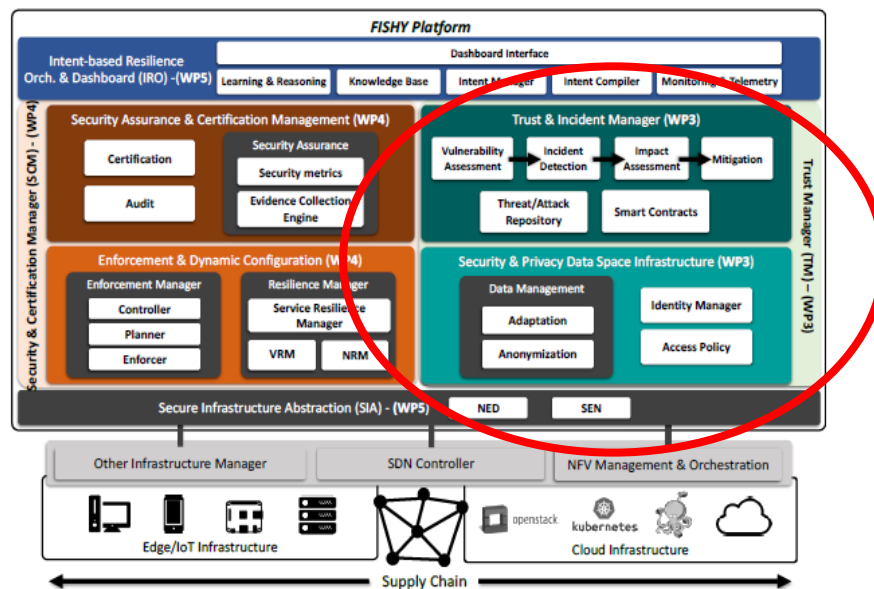 FISHY Platform
Intent-based Resilience
Orch. & Dashboard (IRO) -(WP5)
Dashboard Interface
Learning & Reasoning
Knowledge Base
Intent Manager
Intent Compiler
Monitoring & Telemetry
Security & Certification Manager (SCM) - (WP4)
Security Assurance & Certification Management (WP4)
Certification
Audit
Security Assurance
Security metrics
Evidence Collection
Engine
Trust & Incident Manager (WP3)
Vulnerability
Assessment
Incident
Detection
Impact
Assessment
Mitigation
Threat/Attack
Repository
Smart Contracts
Trust Manager (TM) – (WP3)
Enforcement & Dynamic Configuration (WP4)
Enforcement Manager
Controller
Planner
Enforcer
Resilience Manager
Service Resilience
Manager
VRM
NRM
Security & Privacy Data Space Infrastructure (WP3)
Data Management
Adaptation
Anonymization
Identity Manager
Access Policy
Secure Infrastructure Abstraction (SIA) - (WP5)
NED
SEN
Other Infrastructure Manager
SDN Controller
NFV Management & Orchestration
openstack
kubernetes
Edge/IoT Infrastructure
Cloud Infrastructure
Supply Chain